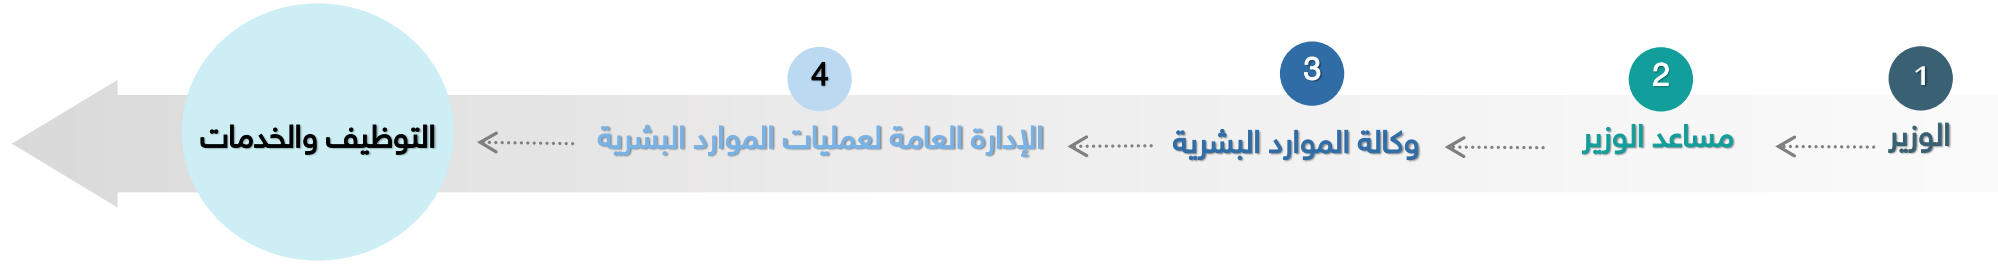 1
الوزير
2
مساعد الوزير
3
وكالة الموارد البشرية
4
الإدارة العامة لعمليات الموارد البشرية
التوظيف والخدمات